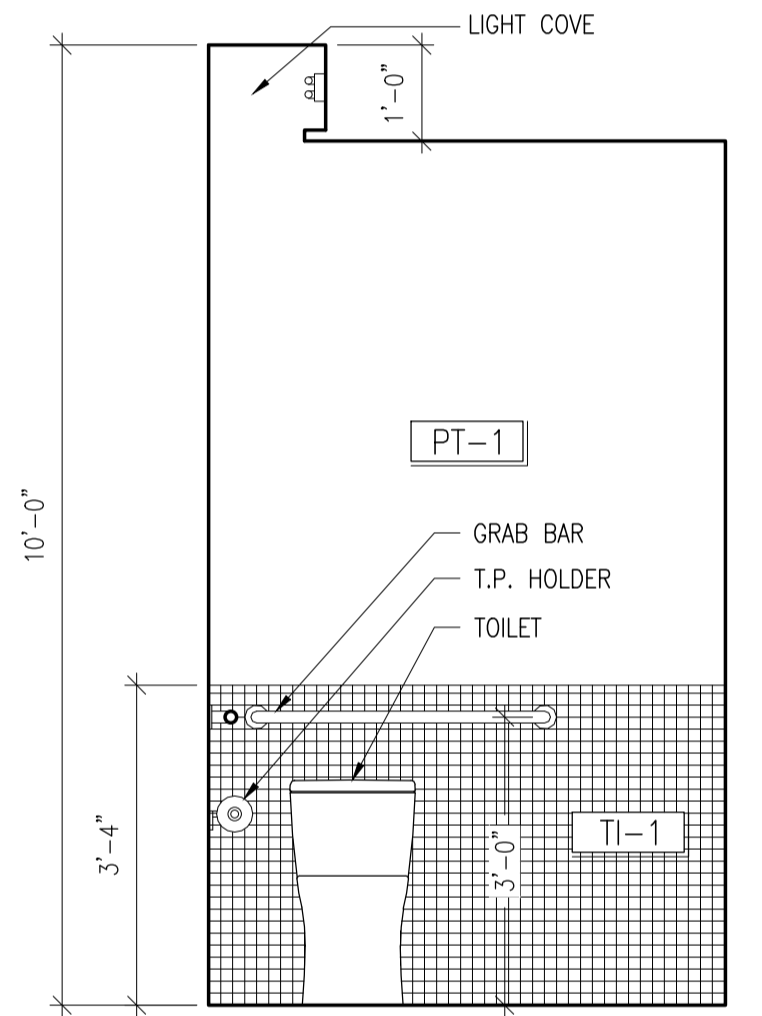 LIGHT COVE
1'-0"
PT-1
10'-0"
GRAB BAR
T.P. HOLDER
TOILET
3'-4"
3'-0"
TI-1